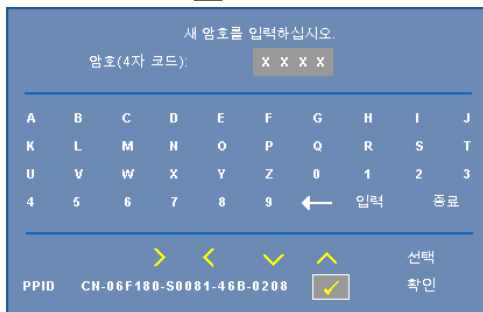 새 암호를 입력하십시오.
암호(4자 코드): X X X X
A B C D E F G H I J
K L M N O P Q R S T
U V W X Y Z 0 1 2 3
4 5 6 7 8 9 ← 입력 종료
> < ∨ ∧ 선택
PPID CN-06F180-S0081-46B-0208 ✓ 확인